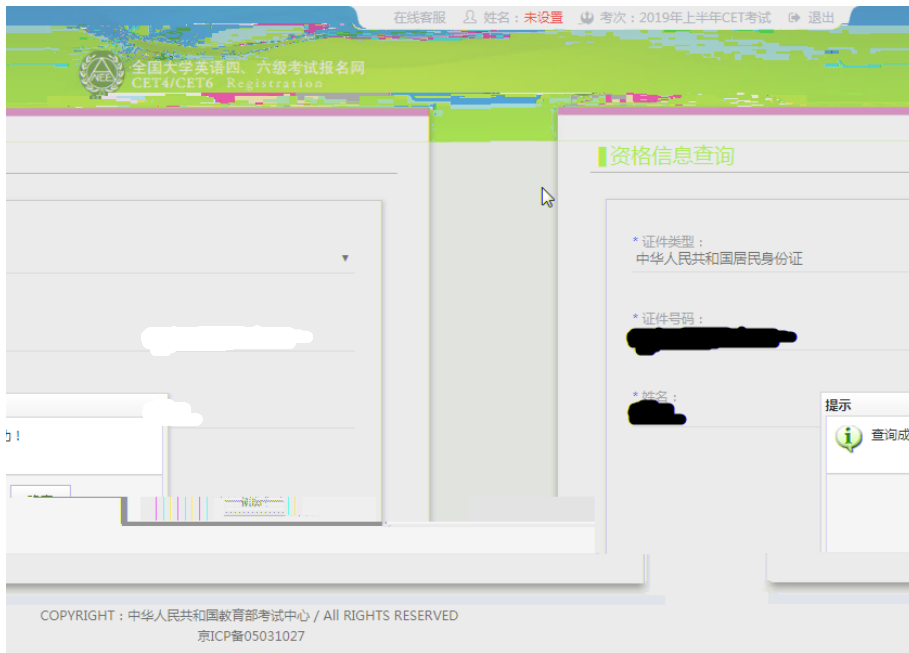 在线客服 姓名：未设置 考次：2019年上半年CET考试 退出
全国大学英语四、六级考试报名网
CET4/CET6 Registration
资格信息查询
* 证件类型：
中华人民共和国居民身份证
* 证件号码：
* 姓名：
提示
查询成
功！
COPYRIGHT：中华人民共和国教育部考试中心 / All RIGHTS RESERVED
京ICP备05031027